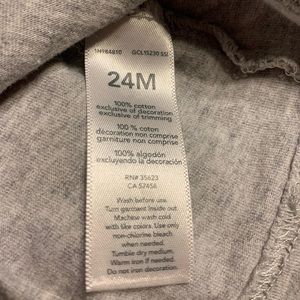 24M
100% cotton
exclusive of decoration
exclusive of trimming
100 % coton
décoration non comprise
garniture non comprise
100% algodón
excluyendo la decoración
RN# 35623
CA 57456
Wash before use.
Turn garment inside out.
Machine wash cold
with like colors. Use only
non-chlorine bleach
when needed.
Tumble dry medium.
Warm iron if needed.
Do not iron decoration.